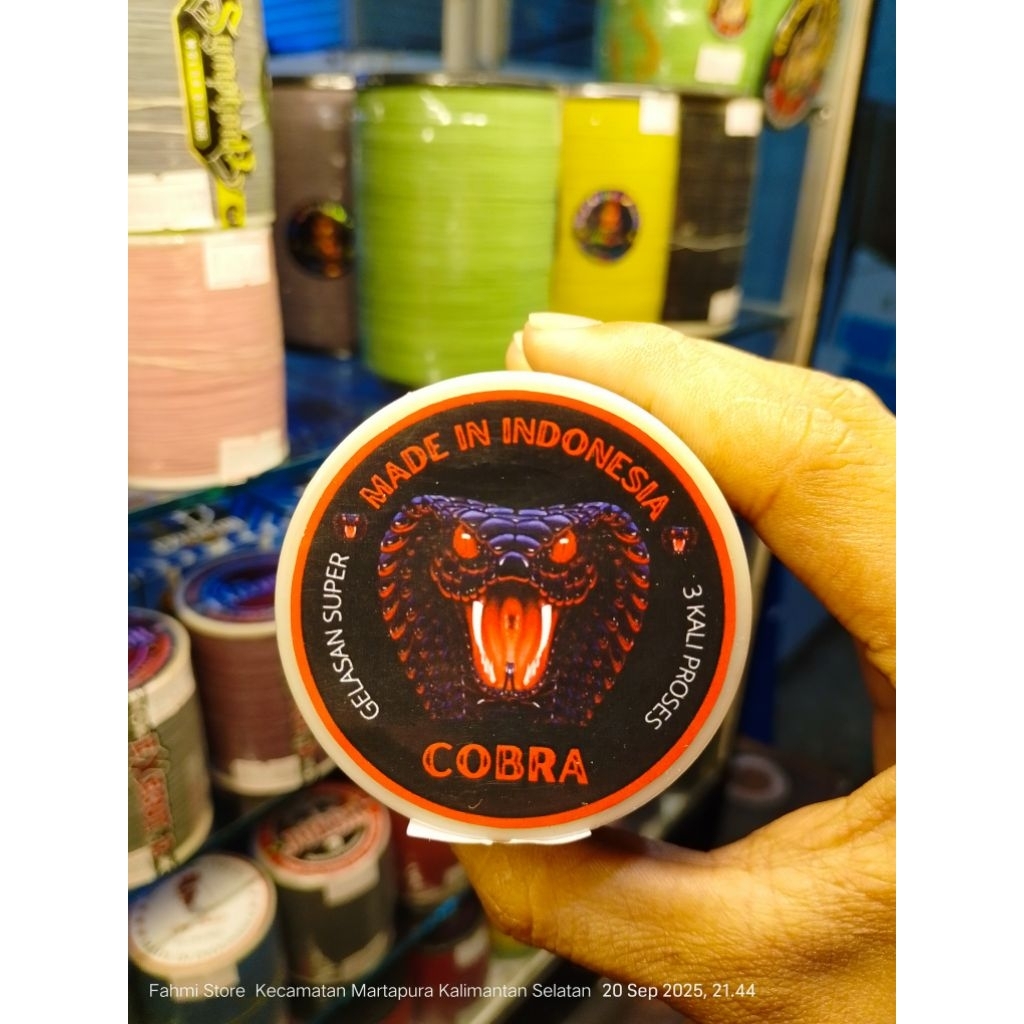 MADE IN INDONESIA
GELASAN SUPER
3 KALI PROSES
COBRA
Fahmi Store Kecamatan Martapura Kalimantan Selatan 20 Sep 2025, 21.44